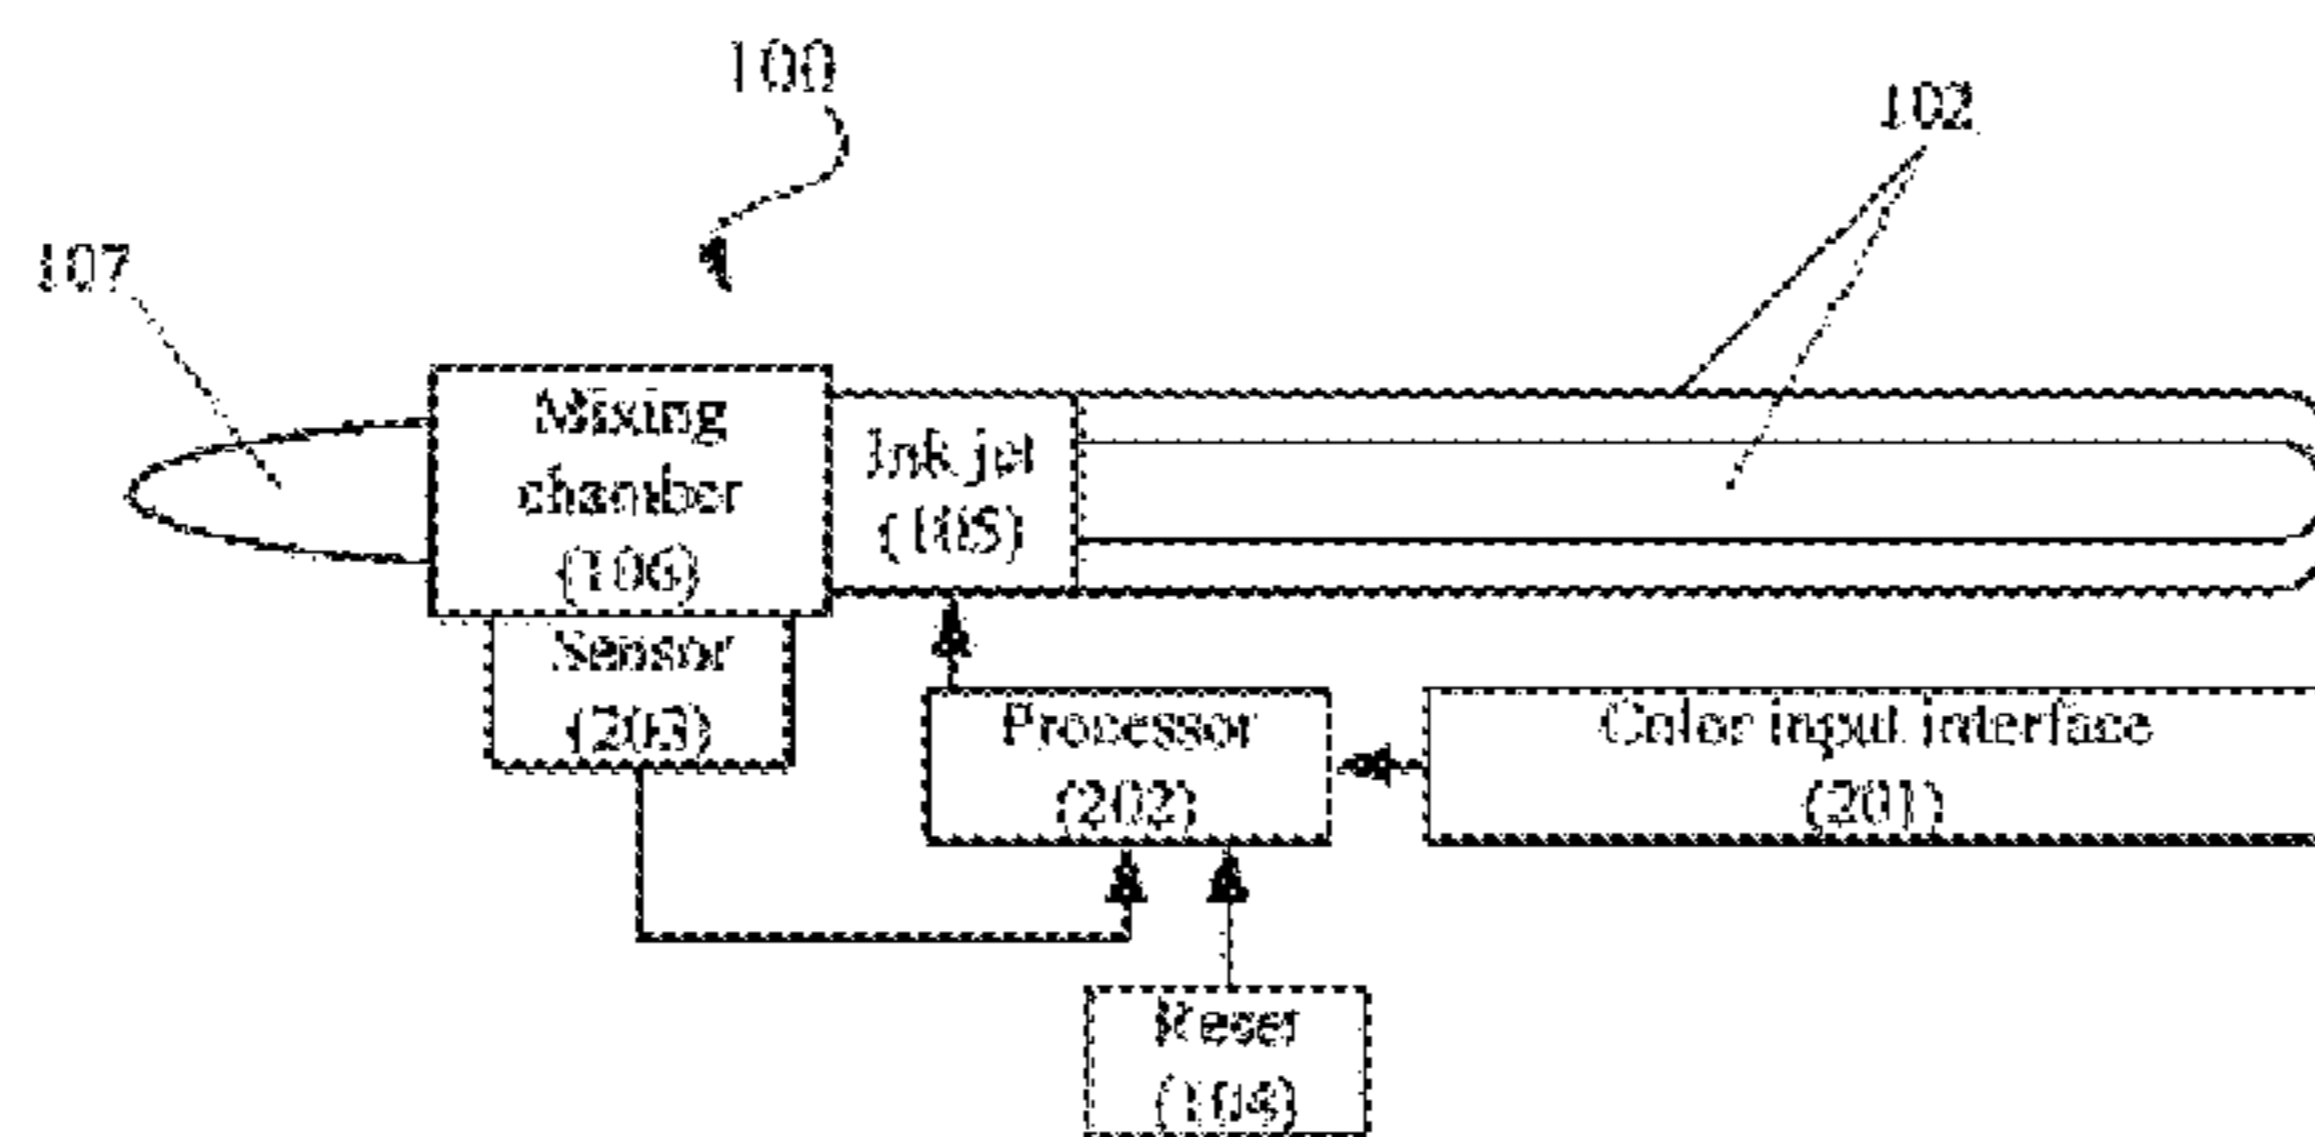 100
102
107
Mixing
chamber
(106)
Ink jet
(105)
Sensor
(203)
Processor
(202)
Color input interface
(201)
Reset
(104)